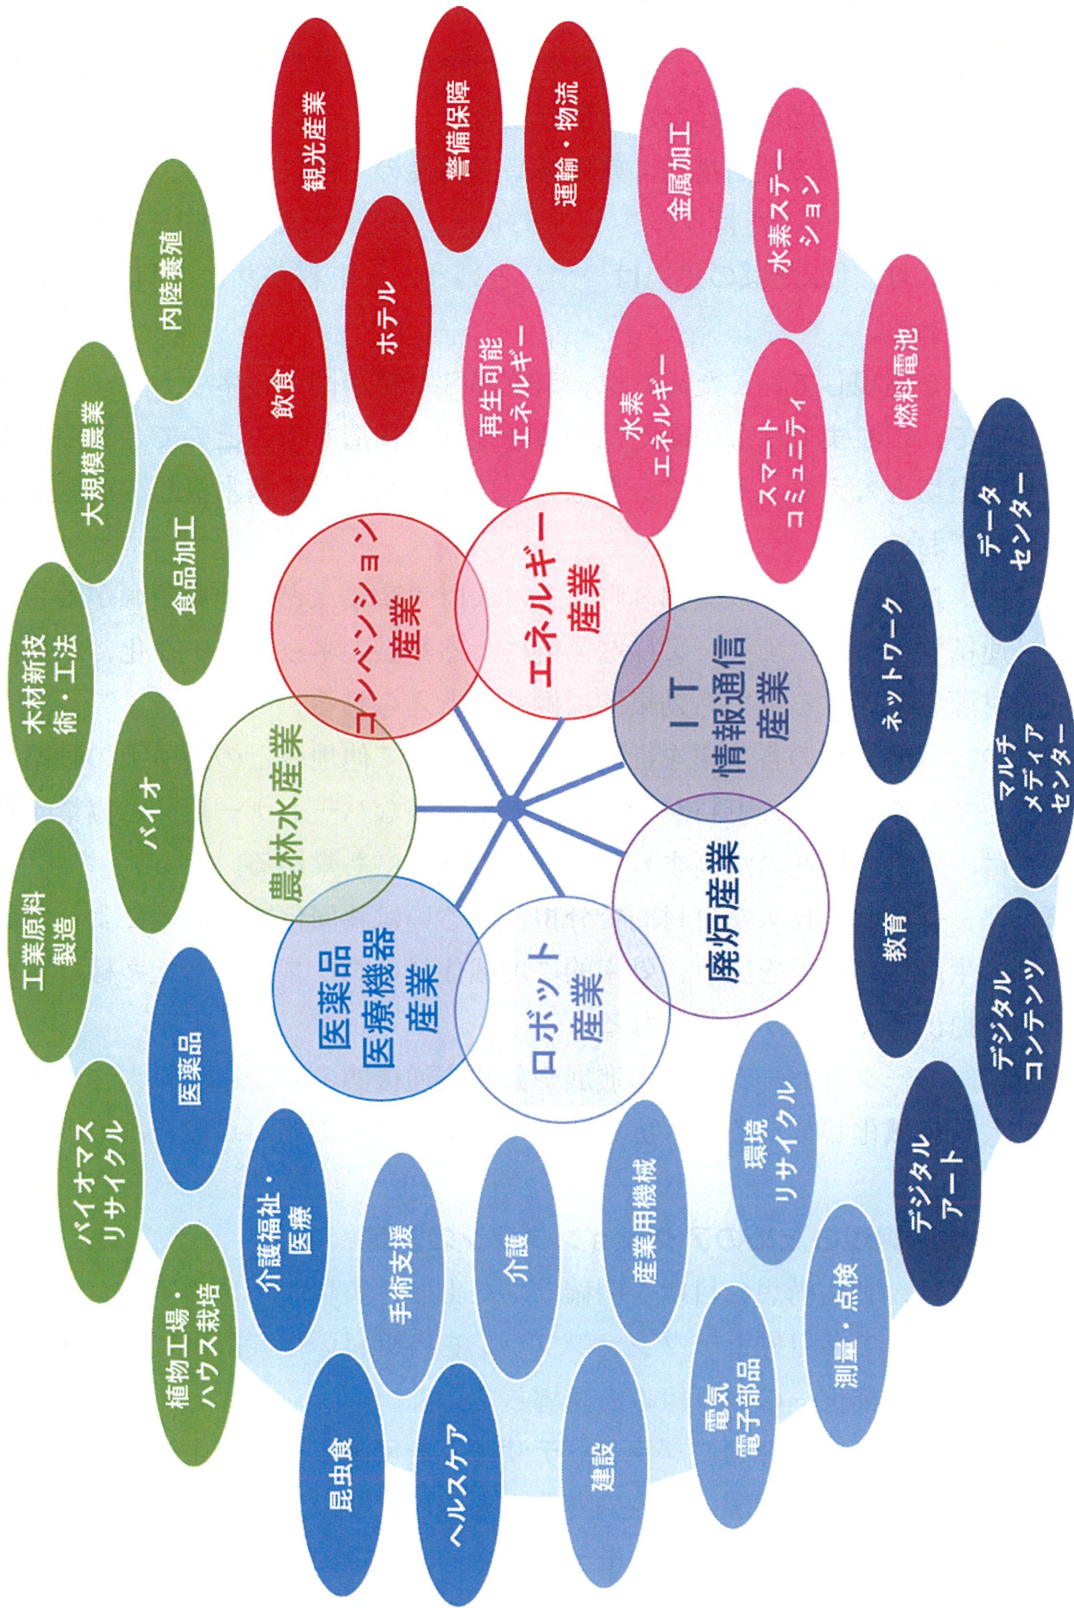 工業原料
製造
木材新技
術・工法
バイオマス
リサイクル
大規模農業
バイオ
植物工場・
ハウス栽培
医薬品
食品加工
内陸養殖
介護福祉・
医療
農林水産業
飲食
観光産業
昆虫食
医薬品
医療機器
産業
コンベンション
産業
ホテル
手術支援
ヘルスケア
警備保障
介護
ロボット
産業
エネルギー
産業
再生可能
エネルギー
運輸・物流
建設
産業用機械
水素
エネルギー
金属加工
廃炉産業
IT
情報通信
産業
電気
電子部品
環境
リサイクル
スマート
コミュニティ
水素ステー
ション
測量・点検
教育
ネットワーク
燃料電池
デジタル
アート
デジタル
コンテンツ
マルチ
メディア
センター
データ
センター